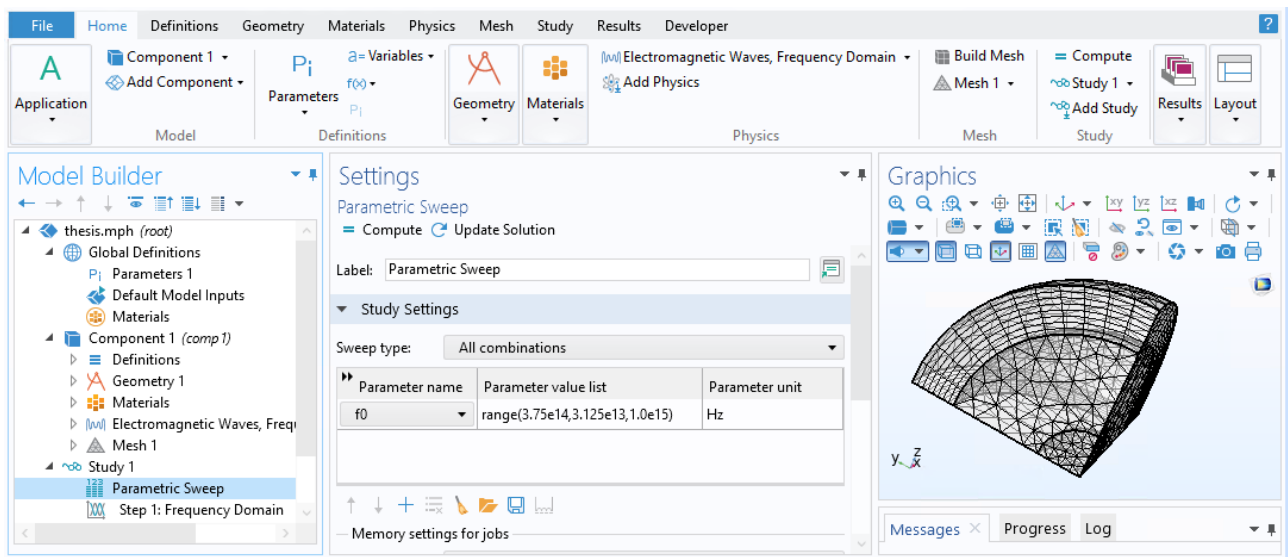 File Home Definitions Geometry Materials Physics Mesh Study Results Developer ?
A Component 1 Pi a= Variables Electromagnetic Waves, Frequency Domain Build Mesh = Compute
Add Component f(x) Add Physics Mesh 1 Study 1
Application Parameters Pi Geometry Materials Add Study Results Layout
Model Definitions Physics Mesh Study
Model Builder
thesis.mph (root)
Global Definitions
Pi Parameters 1
Default Model Inputs
Materials
Component 1 (comp1)
Definitions
Geometry 1
Materials
Electromagnetic Waves, Frequ
Mesh 1
Study 1
123 Parametric Sweep
Step 1: Frequency Domain
Settings
Parametric Sweep
= Compute Update Solution
Label: Parametric Sweep
Study Settings
Sweep type: All combinations
Parameter name Parameter value list Parameter unit
f0 range(3.75e14,3.125e13,1.0e15) Hz
Memory settings for jobs
Graphics
xy yz xz
y z x
Messages Progress Log